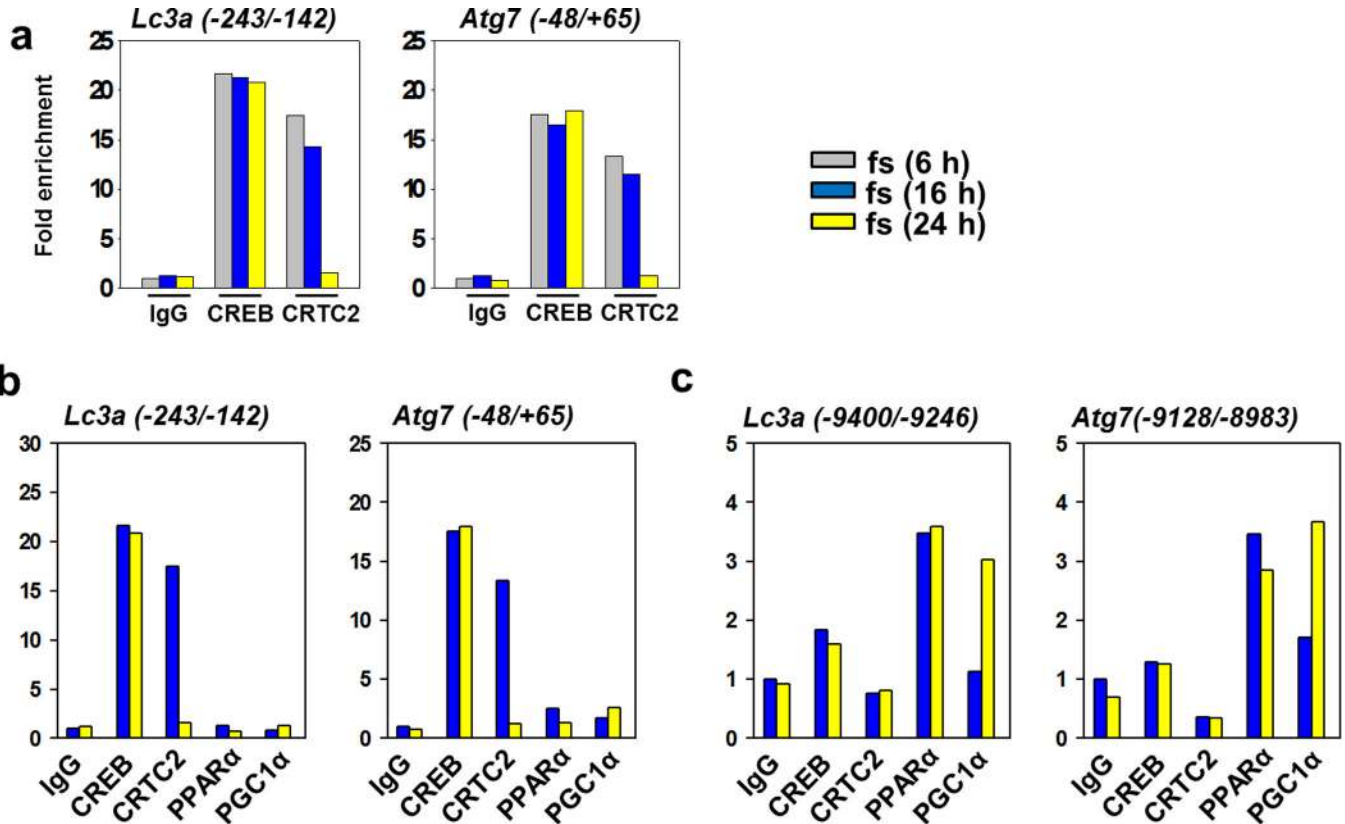 a
Lc3a (-243/-142)
Atg7 (-48/+65)
Fold enrichment
25
20
15
10
5
0
IgG CREB CRTC2
25
20
15
10
5
0
IgG CREB CRTC2
fs (6 h)
fs (16 h)
fs (24 h)
b
Lc3a (-243/-142)
30
25
20
15
10
5
0
IgG CREB CRTC2 PPARα PGC1α
Atg7 (-48/+65)
25
20
15
10
5
0
IgG CREB CRTC2 PPARα PGC1α
c
Lc3a (-9400/-9246)
5
4
3
2
1
0
IgG CREB CRTC2 PPARα PGC1α
Atg7(-9128/-8983)
5
4
3
2
1
0
IgG CREB CRTC2 PPARα PGC1α